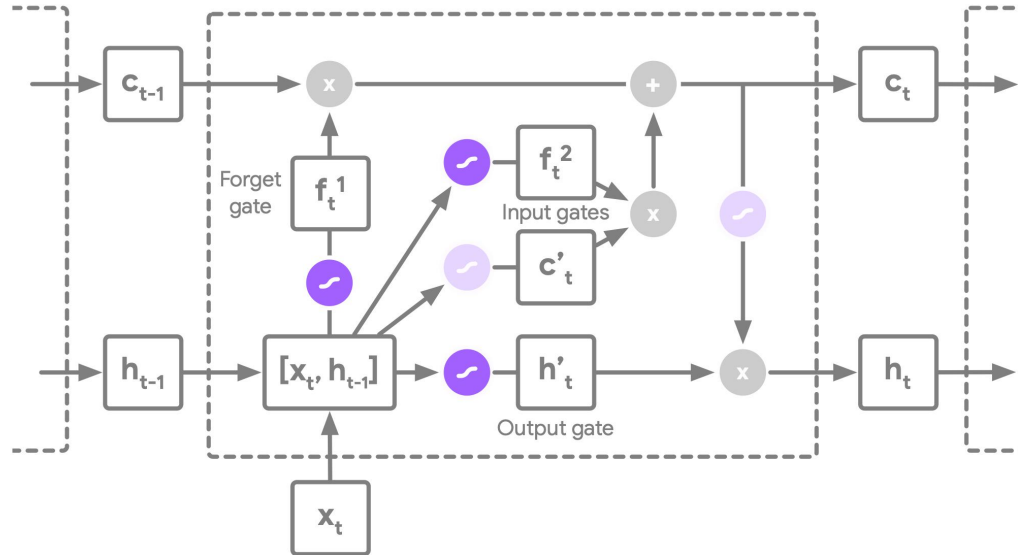 c_{t-1}
x
+
c_t
Forget
gate
f_t^1
f_t^2
Input gates
x
c'_t
h_{t-1}
[x_t, h_{t-1}]
h'_t
x
h_t
Output gate
x_t